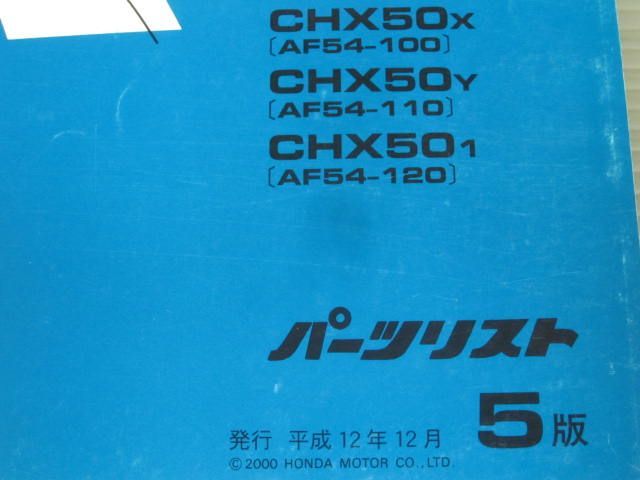 CHX50X
〔AF54-100〕
CHX50Y
〔AF54-110〕
CHX501
〔AF54-120〕
パーツリスト
5版
発行 平成12年12月
©2000 HONDA MOTOR CO., LTD.